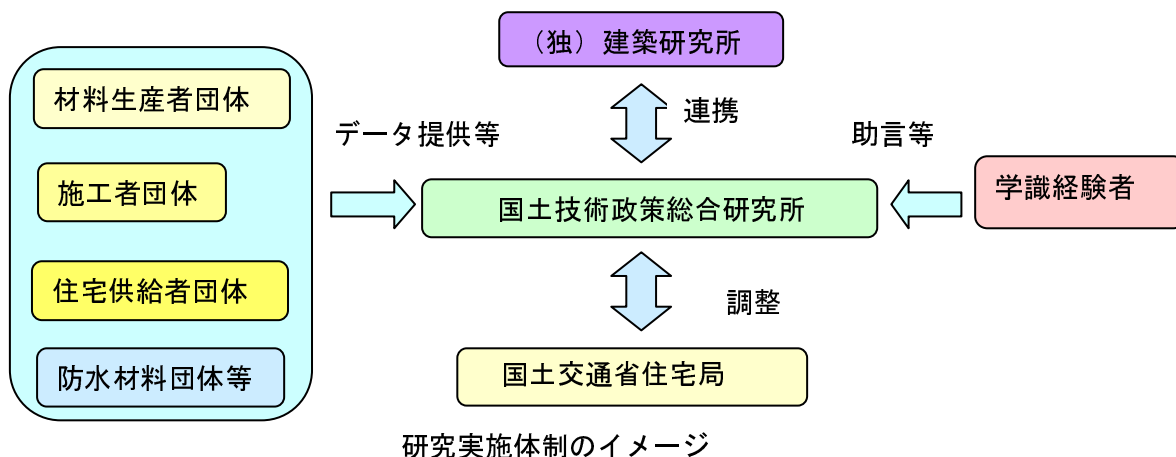 （独）建築研究所
材料生産者団体
連携
データ提供等
助言等
施工者団体
国土技術政策総合研究所
学識経験者
住宅供給者団体
調整
防水材料団体等
国土交通省住宅局
研究実施体制のイメージ